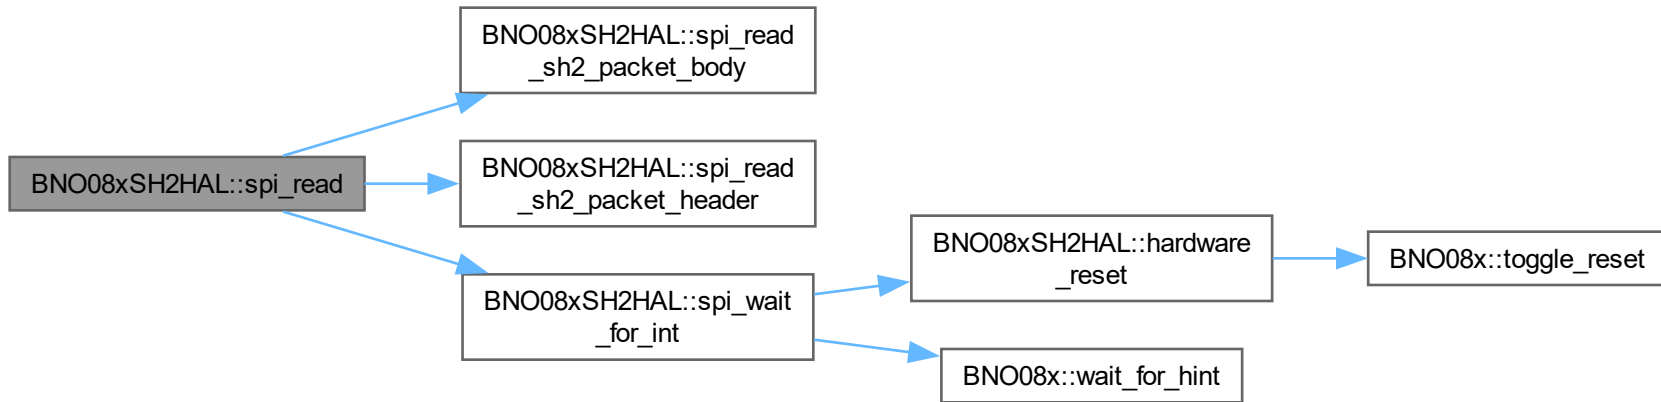 BNO08xSH2HAL::spi_read
_sh2_packet_body
BNO08xSH2HAL::spi_read
BNO08xSH2HAL::spi_read
_sh2_packet_header
BNO08xSH2HAL::spi_wait
_for_int
BNO08xSH2HAL::hardware
_reset
BNO08x::toggle_reset
BNO08x::wait_for_hint